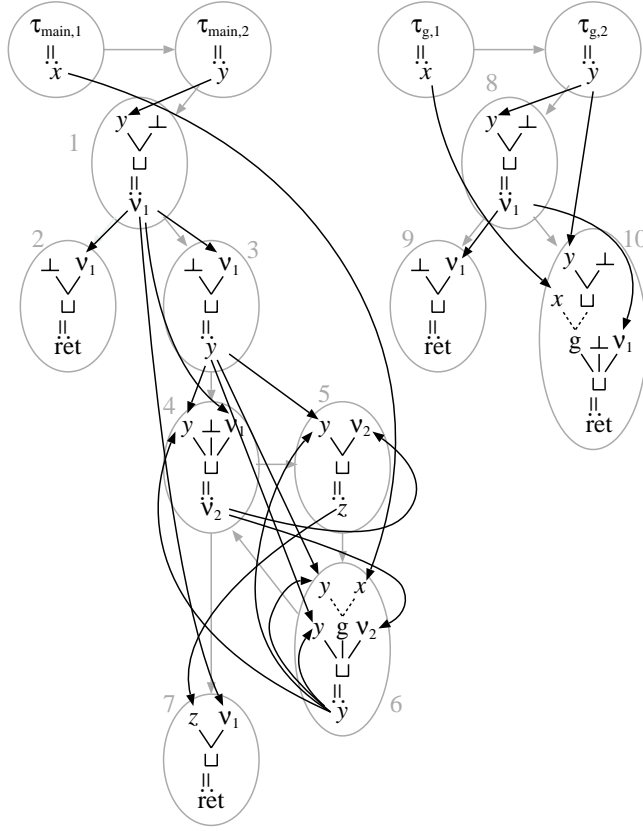 τmain,1 τmain,2 τg,1 τg,2
=: =: =: =:
x y x y
8
1 y ⊥ y ⊥
⊔ ⊔
=: =:
ν1 ν1
2 3 9 10
⊥ ν1 ⊥ ν1 ⊥ ν1 y ⊥
⊔ ⊔ ⊔ x ⊔
=: =: =: g ⊥ ν1
ret y ret ⊔
=:
4 5 ret
y ⊥ ν1 y ν2
⊔ ⊔
=: =:
ν2 z
y x
y g ν2
⊔
=:
7 y 6
z ν1
⊔
=:
ret